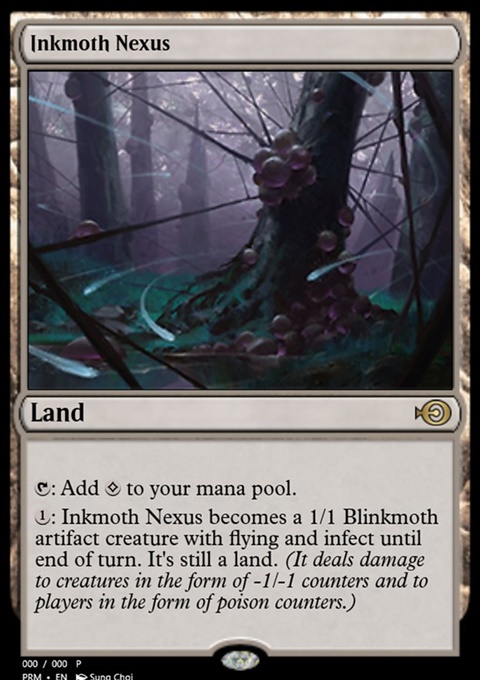 Inkmoth Nexus
Land
: Add to your mana pool.
1: Inkmoth Nexus becomes a 1/1 Blinkmoth
artifact creature with flying and infect until
end of turn. It's still a land. (It deals damage
to creatures in the form of -1/-1 counters and to
players in the form of poison counters.)
000 / 000 P
PRM • EN Sung Choi